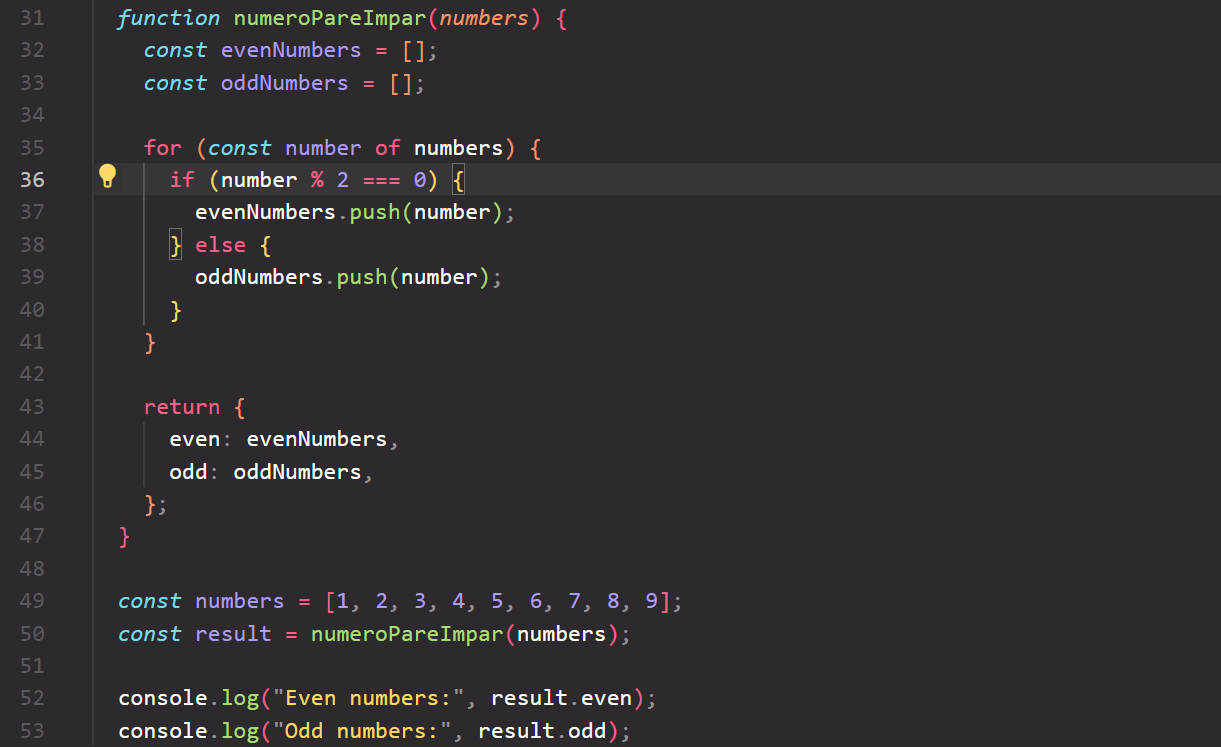 31 function numeroPareImpar(numbers) {
32 const evenNumbers = [];
33 const oddNumbers = [];
34
35 for (const number of numbers) {
36 if (number % 2 === 0) {
37 evenNumbers.push(number);
38 } else {
39 oddNumbers.push(number);
40 }
41 }
42
43 return {
44 even: evenNumbers,
45 odd: oddNumbers,
46 };
47 }
48
49 const numbers = [1, 2, 3, 4, 5, 6, 7, 8, 9];
50 const result = numeroPareImpar(numbers);
51
52 console.log("Even numbers:", result.even);
53 console.log("Odd numbers:", result.odd);